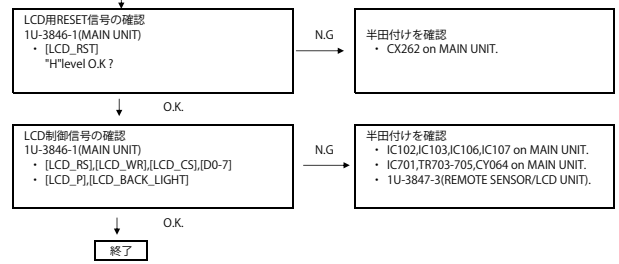 LCD用RESET信号の確認
1U-3846-1(MAIN UNIT)
・ [LCD_RST]
"H"level O.K ?
N.G
半田付けを確認
・ CX262 on MAIN UNIT.
O.K.
LCD制御信号の確認
1U-3846-1(MAIN UNIT)
・ [LCD_RS],[LCD_WR],[LCD_CS],[D0-7]
・ [LCD_P],[LCD_BACK_LIGHT]
N.G
半田付けを確認
・ IC102,IC103,IC106,IC107 on MAIN UNIT.
・ IC701,TR703-705,CY064 on MAIN UNIT.
・ 1U-3847-3(REMOTE SENSOR/LCD UNIT).
O.K.
終了